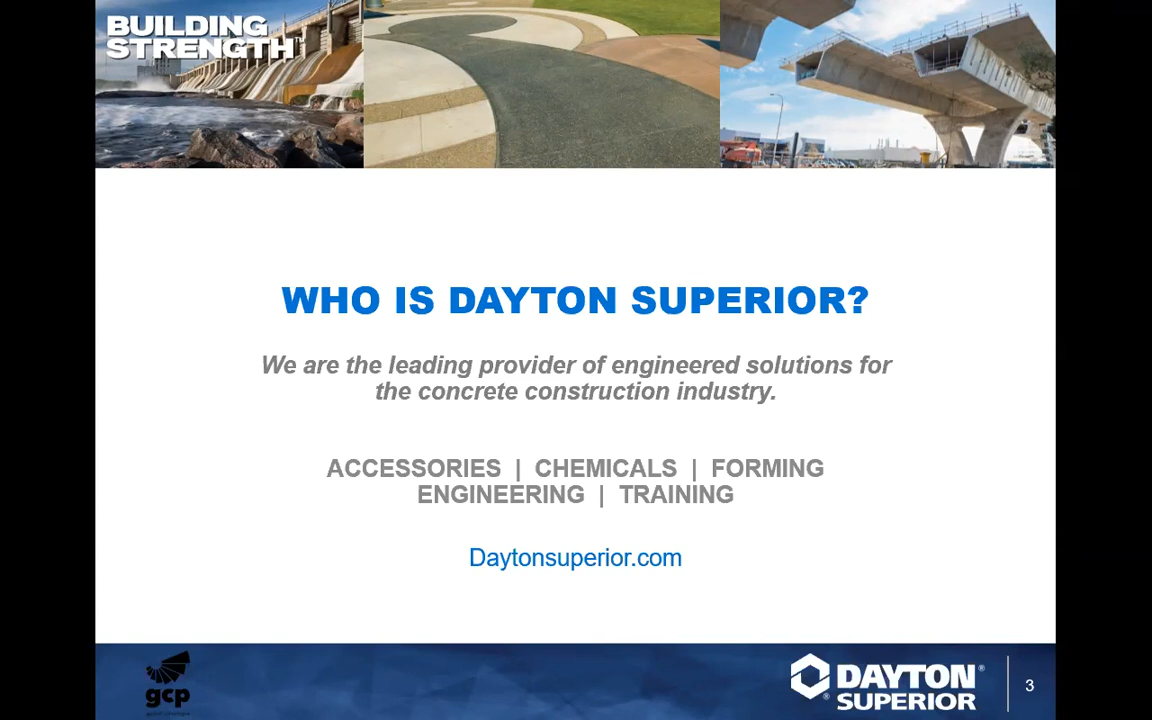 BUILDING
STRENGTH™
WHO IS DAYTON SUPERIOR?
We are the leading provider of engineered solutions for
the concrete construction industry.
ACCESSORIES | CHEMICALS | FORMING
ENGINEERING | TRAINING
Daytonsuperior.com
gcp
DAYTON®
SUPERIOR
®
3